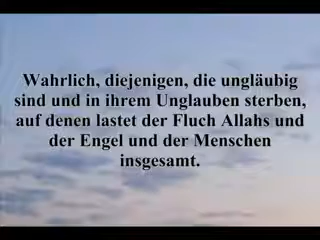 Wahrlich, diejenigen, die ungläubig
sind und in ihrem Unglauben sterben,
auf denen lastet der Fluch Allahs und
der Engel und der Menschen
insgesamt.